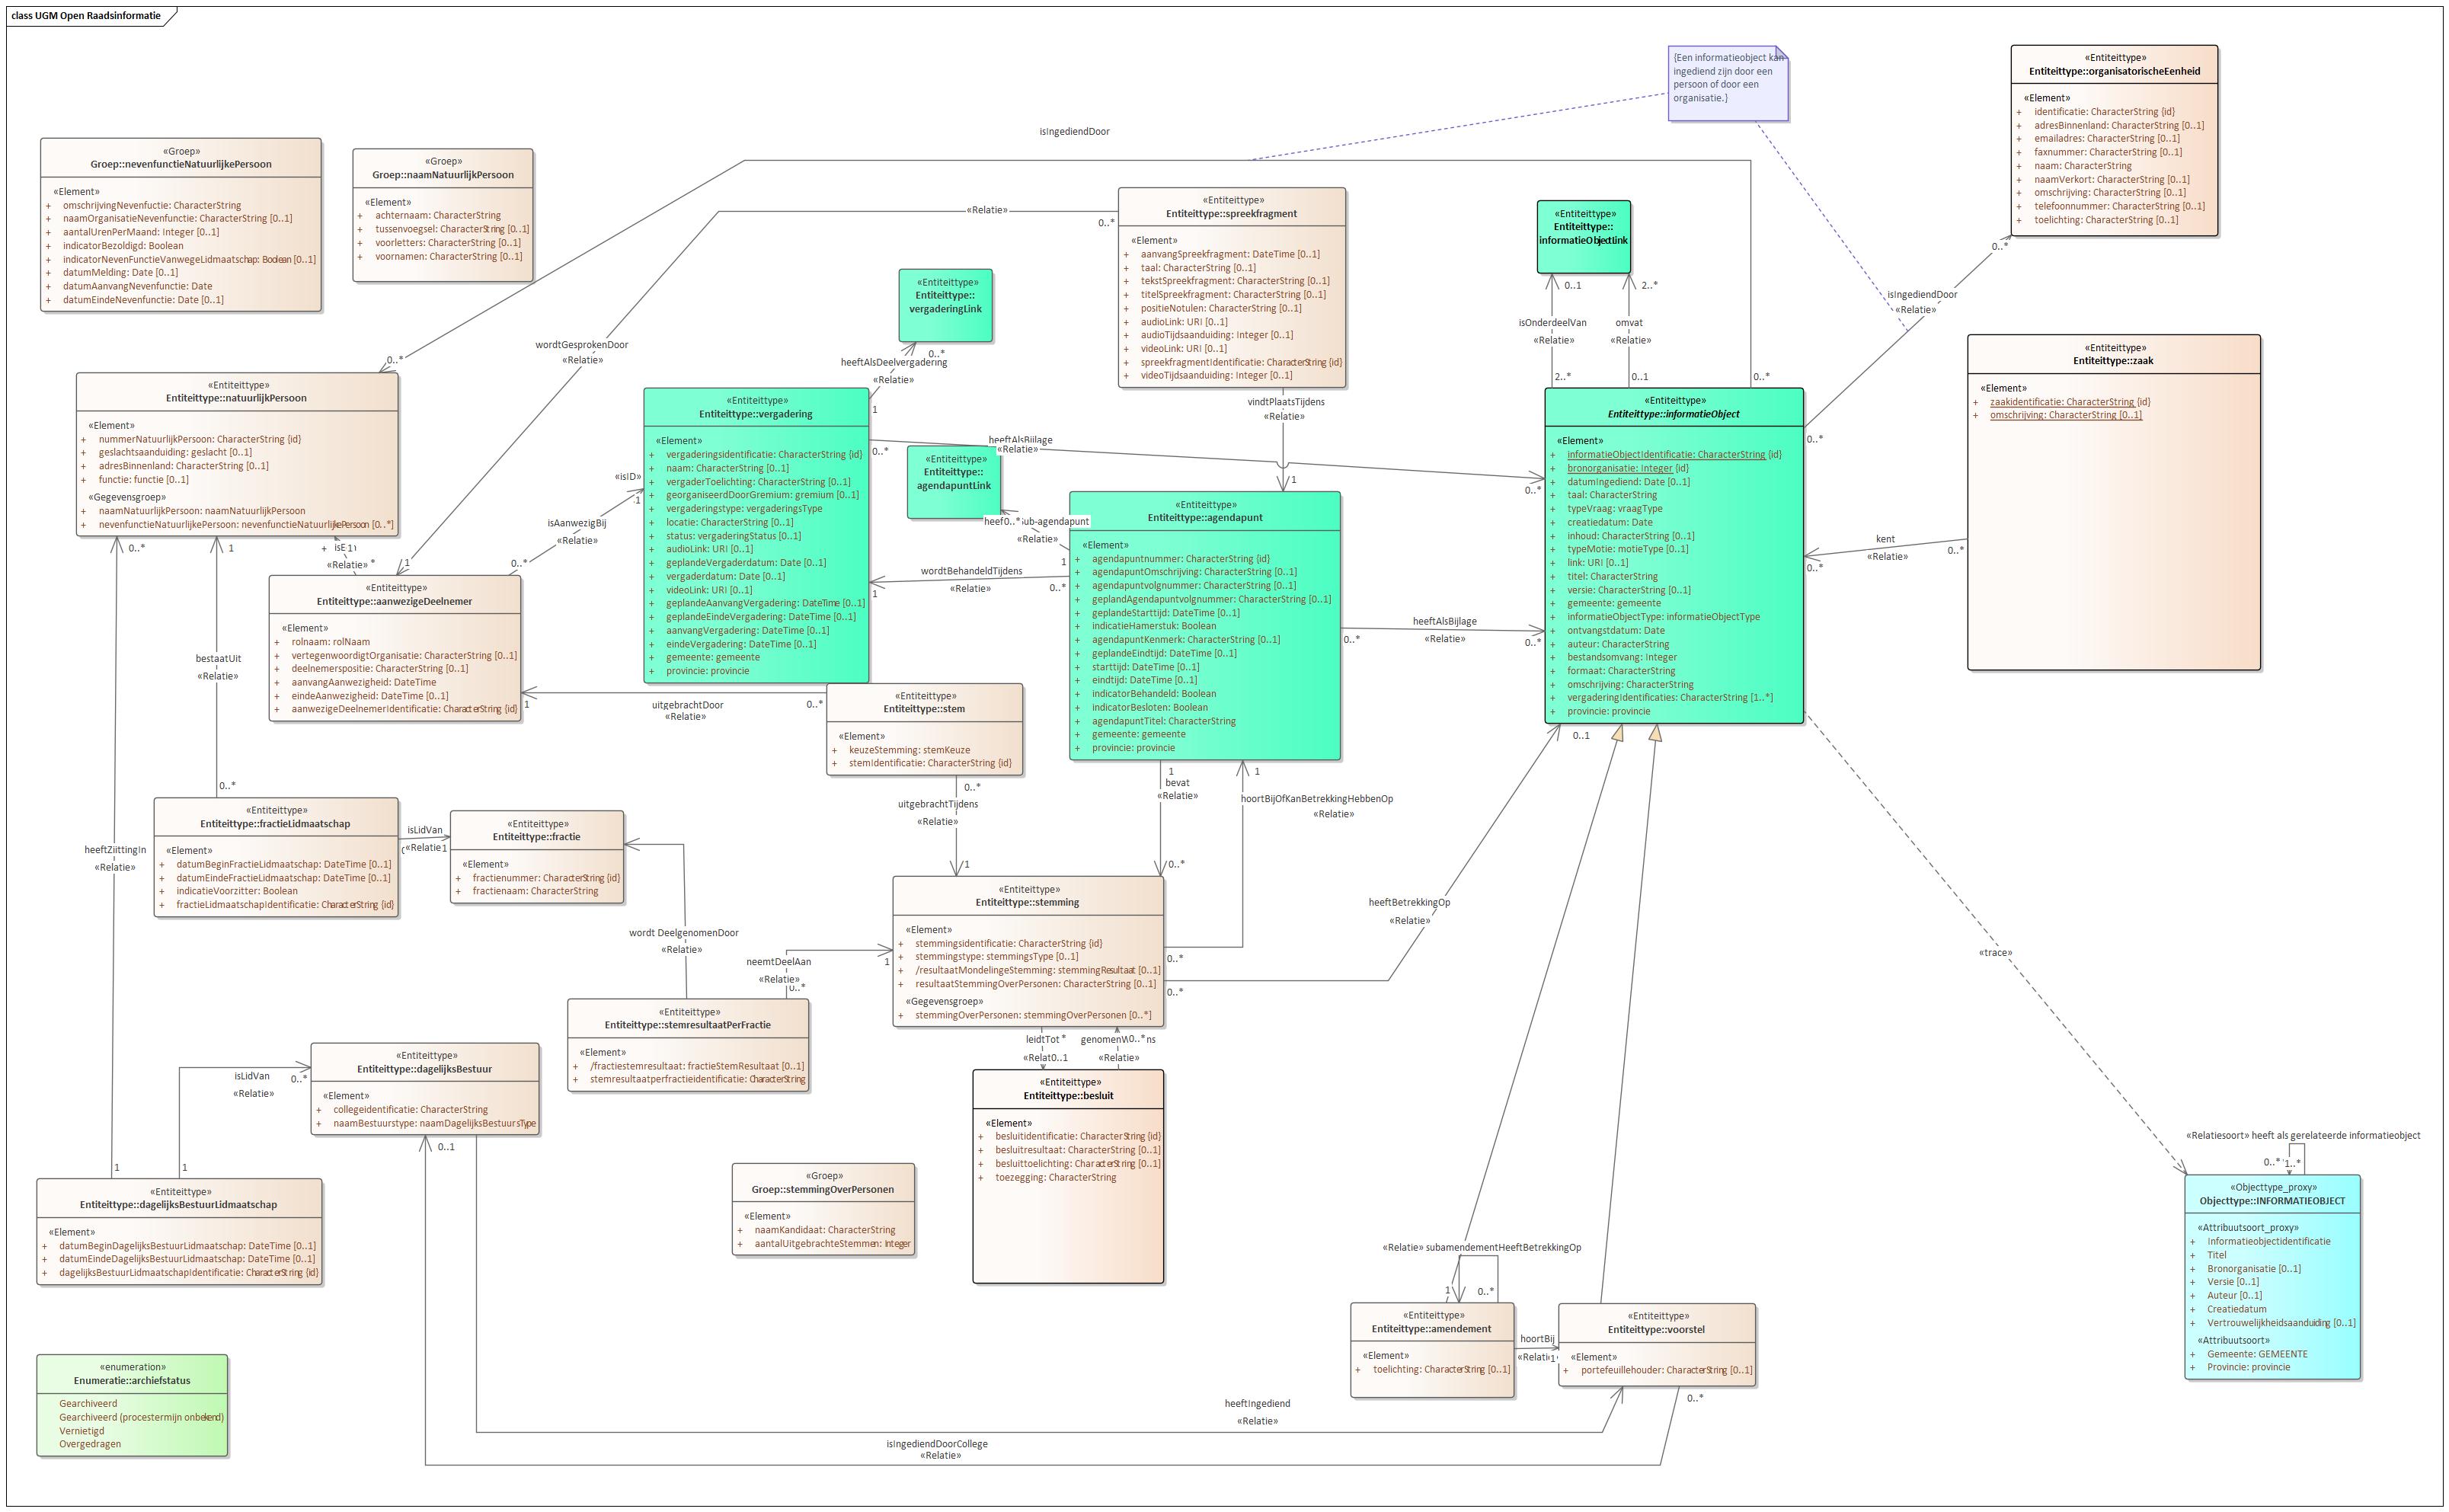 class UGM Open Raadsinformatie
{Een informatieobject kan
ingediend zijn door een
persoon of door een
organisatie.}
«Entiteittype»
Entiteittype::organisatorischeEenheid
«Element»
+ identificatie: CharacterString {id}
+ adresBinnenland: CharacterString [0..1]
+ emailadres: CharacterString [0..1]
+ faxnummer: CharacterString [0..1]
+ naam: CharacterString
+ naamVerkort: CharacterString [0..1]
+ omschrijving: CharacterString [0..1]
+ telefoonnummer: CharacterString [0..1]
+ toelichting: CharacterString [0..1]
0..*
isIngediendDoor
«Relatie»
0..*
isIngediendDoor
0..*
0..*
«Groep»
Groep::nevenfunctieNatuurlijkePersoon
«Element»
+ omschrijvingNevenfuctie: CharacterString
+ naamOrganisatieNevenfunctie: CharacterString [0..1]
+ aantalUrenPerMaand: Integer [0..1]
+ indicatorBezoldigd: Boolean
+ indicatorNevenFunctieVanwegeLidmaatschap: Boolean [0..1]
+ datumMelding: Date [0..1]
+ datumAanvangNevenfunctie: Date
+ datumEindeNevenfunctie: Date [0..1]
«Groep»
Groep::naamNatuurlijkPersoon
«Element»
+ achternaam: CharacterString
+ tussenvoegsel: CharacterString [0..1]
+ voorletters: CharacterString [0..1]
+ voornamen: CharacterString [0..1]
«Entiteittype»
Entiteittype::spreekfragment
«Element»
+ aanvangSpreekfragment: DateTime [0..1]
+ taal: CharacterString [0..1]
+ tekstSpreekfragment: CharacterString [0..1]
+ titelSpreekfragment: CharacterString [0..1]
+ positieNotulen: CharacterString [0..1]
+ audioLink: URI [0..1]
+ audioTijdsaanduiding: Integer [0..1]
+ videoLink: URI [0..1]
+ spreekfragmentIdentificatie: CharacterString {id}
+ videoTijdsaanduiding: Integer [0..1]
«Relatie»
0..*
wordtGesprokenDoor
«Relatie»
1
vindtPlaatsTijdens
«Relatie»
1
«Entiteittype»
Entiteittype::
informatieObjectLink
0..1
2..*
isOnderdeelVan
«Relatie»
omvat
«Relatie»
2..*
0..1
«Entiteittype»
Entiteittype::
vergaderingLink
0..*
heeftAlsDeelvergadering
«Relatie»
1
«Entiteittype»
Entiteittype::zaak
«Element»
+ zaakidentificatie: CharacterString {id}
+ omschrijving: CharacterString [0..1]
kent
«Relatie»
0..*
0..*
«Entiteittype»
Entiteittype::natuurlijkPersoon
«Element»
+ nummerNatuurlijkPersoon: CharacterString {id}
+ geslachtsaanduiding: geslacht [0..1]
+ adresBinnenland: CharacterString [0..1]
+ functie: functie [0..1]
«Gegevensgroep»
+ naamNatuurlijkPersoon: naamNatuurlijkPersoon
+ nevenfunctieNatuurlijkePersoon: nevenfunctieNatuurlijkePersoon [0..*]
0..*
1
+
1
«Relatie»
*
«Entiteittype»
Entiteittype::vergadering
«Element»
+ vergaderingsidentificatie: CharacterString {id}
+ naam: CharacterString [0..1]
+ vergaderToelichting: CharacterString [0..1]
+ georganiseerdDoorGremium: gremium [0..1]
+ vergaderingstype: vergaderingsType
+ locatie: CharacterString [0..1]
+ status: vergaderingStatus [0..1]
+ audioLink: URI [0..1]
+ geplandeVergaderdatum: Date [0..1]
+ vergaderdatum: Date [0..1]
+ videoLink: URI [0..1]
+ geplandeAanvangVergadering: DateTime [0..1]
+ geplandeEindeVergadering: DateTime [0..1]
+ aanvangVergadering: DateTime [0..1]
+ eindeVergadering: DateTime [0..1]
+ gemeente: gemeente
+ provincie: provincie
«isID»
1
isAanwezigBij
«Relatie»
0..*
heeftAlsBijlage
«Relatie»
0..*
0..*
«Entiteittype»
Entiteittype::
agendapuntLink
0..*
«Relatie»
1
wordtBehandeldTijdens
«Relatie»
1
0..*
«Entiteittype»
Entiteittype::agendapunt
«Element»
+ agendapuntnummer: CharacterString {id}
+ agendapuntOmschrijving: CharacterString [0..1]
+ agendapuntvolgnummer: CharacterString [0..1]
+ geplandAgendapuntvolgnummer: CharacterString [0..1]
+ geplandeStarttijd: DateTime [0..1]
+ indicatieHamerstuk: Boolean
+ agendapuntKenmerk: CharacterString [0..1]
+ geplandeEindtijd: DateTime [0..1]
+ starttijd: DateTime [0..1]
+ eindtijd: DateTime [0..1]
+ indicatorBehandeld: Boolean
+ indicatorBesloten: Boolean
+ agendapuntTitel: CharacterString
+ gemeente: gemeente
+ provincie: provincie
heeftAlsBijlage
«Relatie»
0..*
0..*
«Entiteittype»
Entiteittype::informatieObject
«Element»
+ informatieObjectIdentificatie: CharacterString {id}
+ bronorganisatie: Integer {id}
+ datumIngediend: Date [0..1]
+ taal: CharacterString
+ typeVraag: vraagType
+ creatiedatum: Date
+ inhoud: CharacterString [0..1]
+ typeMotie: motieType [0..1]
+ link: URI [0..1]
+ titel: CharacterString
+ versie: CharacterString [0..1]
+ gemeente: gemeente
+ informatieObjectType: informatieObjectType
+ ontvangstdatum: Date
+ auteur: CharacterString
+ bestandsomvang: Integer
+ formaat: CharacterString
+ omschrijving: CharacterString
+ vergaderingIdentificaties: CharacterString [1..*]
+ provincie: provincie
0..1
«Entiteittype»
Entiteittype::aanwezigeDeelnemer
«Element»
+ rolnaam: rolNaam
+ vertegenwoordigtOrganisatie: CharacterString [0..1]
+ deelnemerspositie: CharacterString [0..1]
+ aanvangAanwezigheid: DateTime
+ eindeAanwezigheid: DateTime [0..1]
+ aanwezigeDeelnemerIdentificatie: CharacterString {id}
1
uitgebrachtDoor
«Relatie»
0..*
«Entiteittype»
Entiteittype::stem
«Element»
+ keuzeStemming: stemKeuze
+ stemIdentificatie: CharacterString {id}
0..*
uitgebrachtTijdens
«Relatie»
1
bestaatUit
«Relatie»
0..*
1
bevat
«Relatie»
0..*
1
hoortBijOfKanBetrekkingHebbenOp
«Relatie»
0..*
«Entiteittype»
Entiteittype::fractieLidmaatschap
«Element»
+ datumBeginFractieLidmaatschap: DateTime [0..1]
+ datumEindeFractieLidmaatschap: DateTime [0..1]
+ indicatieVoorzitter: Boolean
+ fractieLidmaatschapIdentificatie: CharacterString {id}
isLidVan
«Relatie
1
«Entiteittype»
Entiteittype::fractie
«Element»
+ fractienummer: CharacterString {id}
+ fractienaam: CharacterString
heeftZittingIn
«Relatie»
1
wordt DeelgenomenDoor
«Relatie»
neemtDeelAan
«Relatie»
0..*
1
«Entiteittype»
Entiteittype::stemming
«Element»
+ stemmingsidentificatie: CharacterString {id}
+ stemmingstype: stemmingsType [0..1]
+ /resultaatMondelingeStemming: stemmingResultaat [0..1]
+ resultaatStemmingOverPersonen: CharacterString [0..1]
«Gegevensgroep»
+ stemmingOverPersonen: stemmingOverPersonen [0..*]
0..*
heeftBetrekkingOp
«Relatie»
«trace»
«Entiteittype»
Entiteittype::stemresultaatPerFractie
«Element»
+ /fractiestemresultaat: fractieStemResultaat [0..1]
+ stemresultaatperfractieidentificatie: CharacterString
leidtTot *
«Relat0..1
0..*
«Relatie»
«Entiteittype»
Entiteittype::besluit
«Element»
+ besluitidentificatie: CharacterString {id}
+ besluitresultaat: CharacterString [0..1]
+ besluittoelichting: CharacterString [0..1]
+ toezegging: CharacterString
«Entiteittype»
Entiteittype::dagelijksBestuur
«Element»
+ collegeidentificatie: CharacterString
+ naamBestuurstype: naamDagelijksBestuursType
isLidVan
«Relatie»
0..*
1
0..1
«Entiteittype»
Entiteittype::dagelijksBestuurLidmaatschap
«Element»
+ datumBeginDagelijksBestuurLidmaatschap: DateTime [0..1]
+ datumEindeDagelijksBestuurLidmaatschap: DateTime [0..1]
+ dagelijksBestuurLidmaatschapIdentificatie: CharacterString {id}
«Groep»
Groep::stemmingOverPersonen
«Element»
+ naamKandidaat: CharacterString
+ aantalUitgebrachteStemmen: Integer
«Relatiesoort» heeft als gerelateerde informatieobject
0..*
1..*
«Objecttype_proxy»
Objecttype::INFORMATIEOBJECT
«Attribuutsoort_proxy»
+ Informatieobjectidentificatie
+ Titel
+ Bronorganisatie [0..1]
+ Versie [0..1]
+ Auteur [0..1]
+ Creatiedatum
+ Vertrouwelijkheidsaanduiding [0..1]
«Attribuutsoort»
+ Gemeente: GEMEENTE
+ Provincie: provincie
«Relatie» subamendementHeeftBetrekkingOp
1
0..*
«Entiteittype»
Entiteittype::amendement
«Element»
+ toelichting: CharacterString [0..1]
hoortBij
1
«Entiteittype»
Entiteittype::voorstel
«Element»
+ portefeuillehouder: CharacterString [0..1]
0..*
«enumeration»
Enumeratie::archiefstatus
Gearchiveerd
Gearchiveerd (procestermijn onbekend)
Vernietigd
Overgedragen
heeftIngediend
«Relatie»
isIngediendDoorCollege
«Relatie»